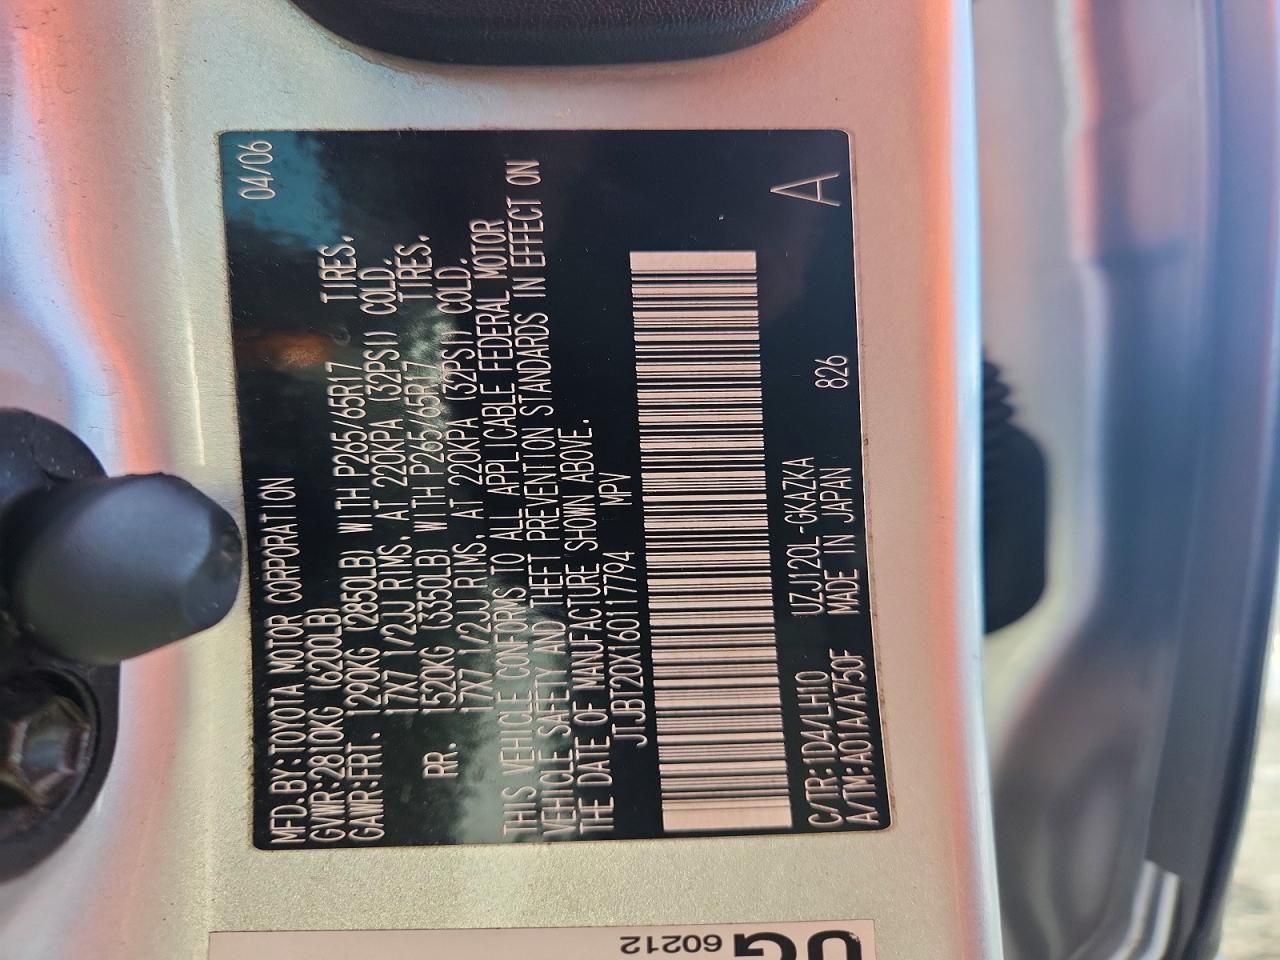 MFD.BY:TOYOTA MOTOR CORPORATION 04/06
GVWR:2810KG (6200LB)
GAWR:FRT. 1290KG (2850LB) WITH P265/65R17 TIRES,
17X7 1/2JJ RIMS, AT 220KPA (32PSI) COLD.
RR. 1520KG (3350LB) WITH P265/65R17 TIRES,
17X7 1/2JJ RIMS, AT 220KPA (32PSI) COLD.
THIS VEHICLE CONFORMS TO ALL APPLICABLE FEDERAL MOTOR
VEHICLE SAFETY AND THEFT PREVENTION STANDARDS IN EFFECT ON
THE DATE OF MANUFACTURE SHOWN ABOVE.
JTJBT20X160117794 MPV
C/TR:1D4/LH10 UZJ120L-GKAZKA
A/TM:A01A/A750F MADE IN JAPAN 826
A
60212